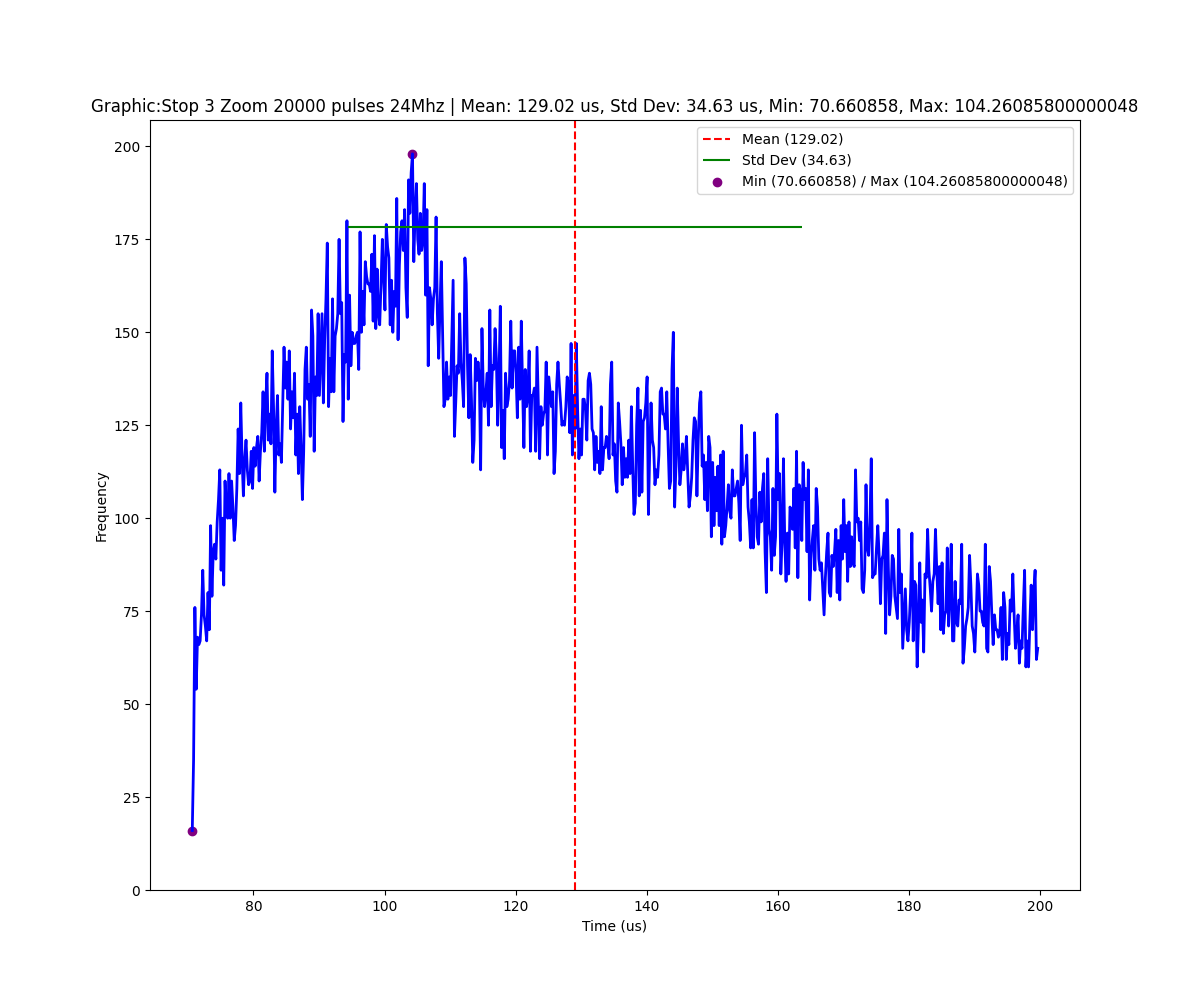 Graphic:Stop 3 Zoom 20000 pulses 24Mhz | Mean: 129.02 us, Std Dev: 34.63 us, Min: 70.660858, Max: 104.26085800000048
Mean (129.02)
Std Dev (34.63)
Min (70.660858) / Max (104.26085800000048)
200
175
150
125
100
75
50
25
0
Frequency
80
100
120
140
160
180
200
Time (us)